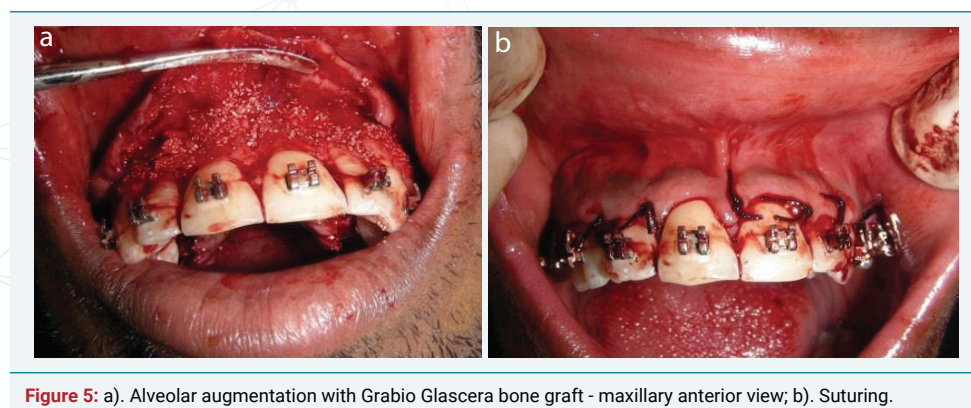 a
b
Figure 5: a). Alveolar augmentation with Grabio Glascera bone graft - maxillary anterior view; b). Suturing.